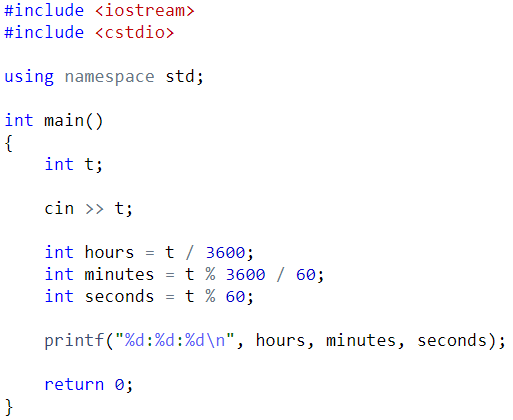 #include <iostream>
#include <cstdio>

using namespace std;

int main()
{
    int t;

    cin >> t;

    int hours = t / 3600;
    int minutes = t % 3600 / 60;
    int seconds = t % 60;

    printf("%d:%d:%d\n", hours, minutes, seconds);

    return 0;
}